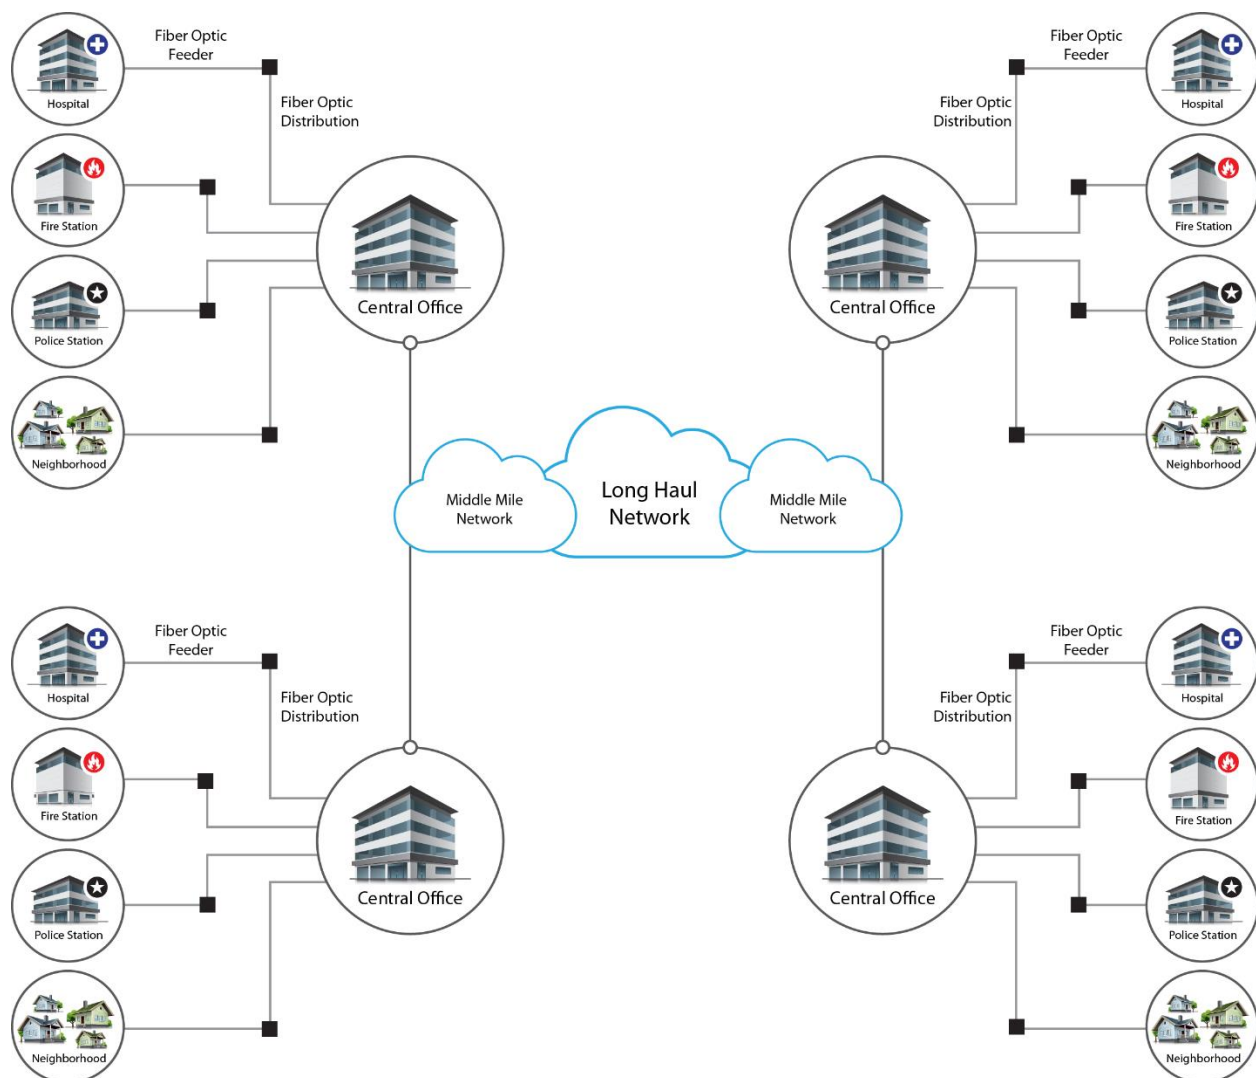 Fiber Optic
Feeder
Hospital
Fiber Optic
Distribution
Fire Station
Police Station
Neighborhood
Central Office
Fiber Optic
Feeder
Hospital
Fiber Optic
Distribution
Fire Station
Police Station
Neighborhood
Central Office
Middle Mile
Network
Long Haul
Network
Middle Mile
Network
Fiber Optic
Feeder
Hospital
Fiber Optic
Distribution
Fire Station
Police Station
Neighborhood
Central Office
Fiber Optic
Feeder
Hospital
Fiber Optic
Distribution
Fire Station
Police Station
Neighborhood
Central Office